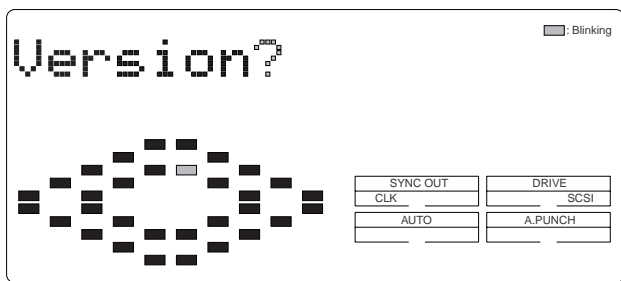 : Blinking
Version?
SYNC OUT DRIVE
CLK SCSI
AUTO A.PUNCH